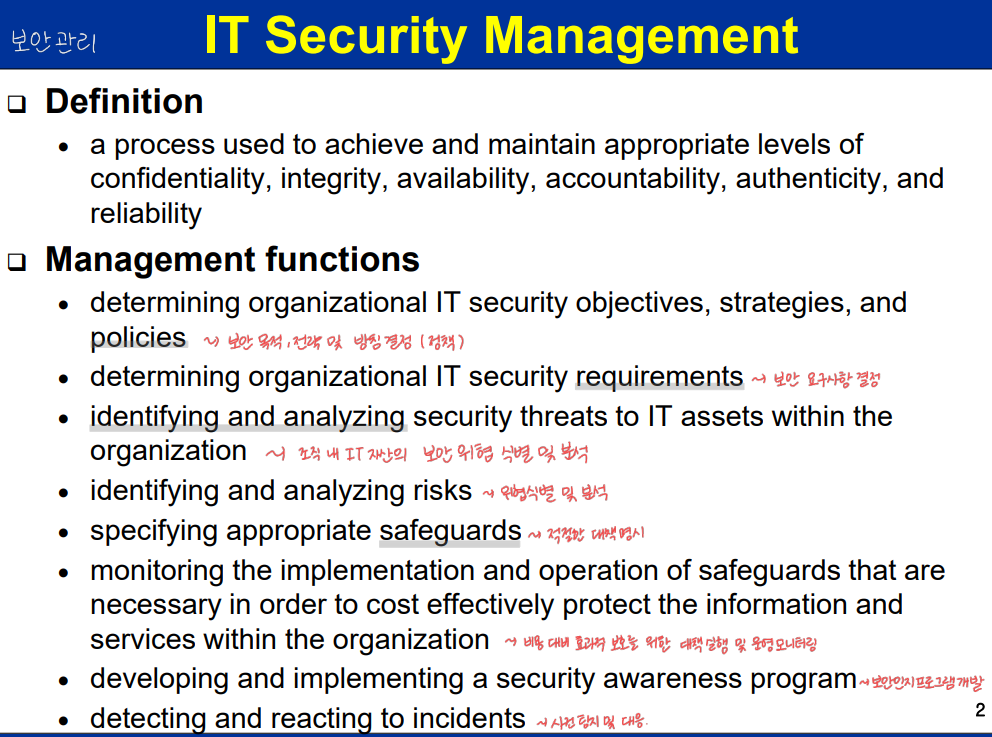 보안관리 IT Security Management
❑ Definition
• a process used to achieve and maintain appropriate levels of
confidentiality, integrity, availability, accountability, authenticity, and
reliability
❑ Management functions
• determining organizational IT security objectives, strategies, and
policies ~> 보안 목적, 전략 및 방침 결정 (정책)
• determining organizational IT security requirements ~> 보안 요구사항 결정
• identifying and analyzing security threats to IT assets within the
organization ~> 조직 내 IT 재산의 보안 위협 식별 및 분석
• identifying and analyzing risks ~> 위험식별 및 분석
• specifying appropriate safeguards ~> 적절한 대책 명시
• monitoring the implementation and operation of safeguards that are
necessary in order to cost effectively protect the information and
services within the organization ~> 비용 대비 효과적 보호를 위한 대책 실행 및 운영 모니터링
• developing and implementing a security awareness program ~> 보안인지프로그램 개발
2
• detecting and reacting to incidents ~> 사건 탐지 및 대응.